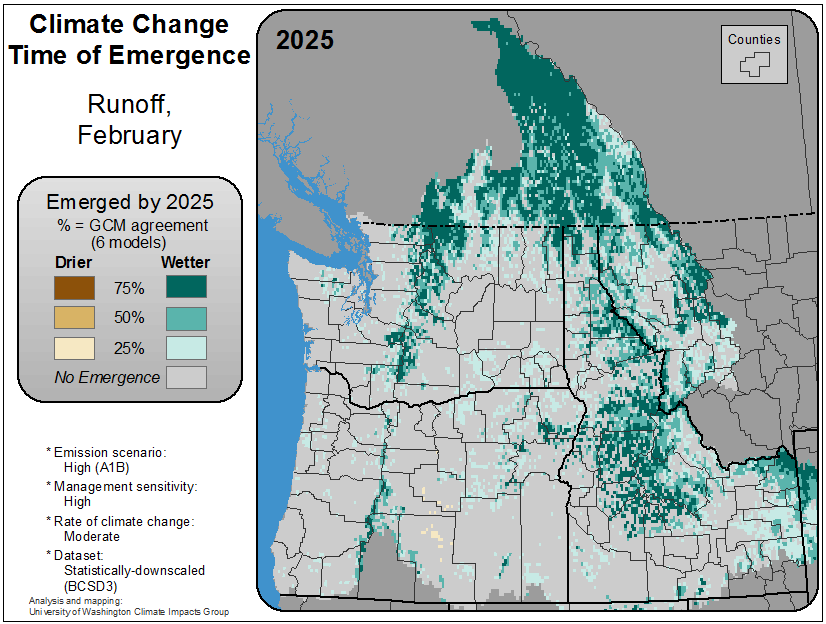 Climate Change
Time of Emergence
Runoff,
February
Emerged by 2025
% = GCM agreement
(6 models)
Drier Wetter
75%
50%
25%
No Emergence
* Emission scenario:
High (A1B)
* Management sensitivity:
High
* Rate of climate change:
Moderate
* Dataset:
Statistically-downscaled
(BCSD3)
Analysis and mapping:
University of Washington Climate Impacts Group
2025
Counties